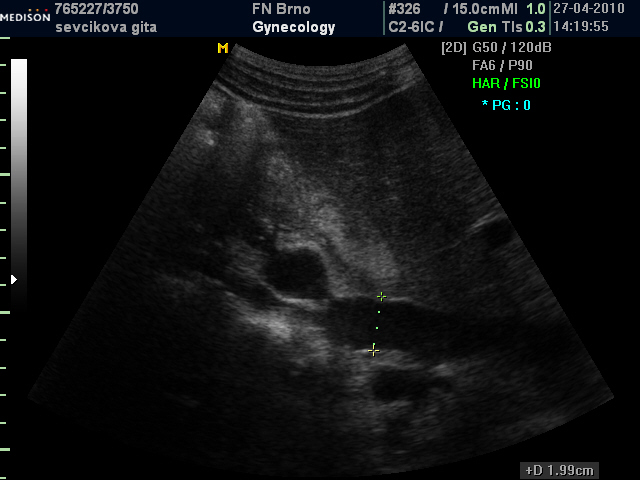 MEDISON 765227/3750 FN Brno #326 / 15.0cm MI 1.0 27-04-2010
sevcikova gita Gynecology C2-6IC / Gen TIs 0.3 14:19:55
M
[2D] G50 / 120dB
FA6 / P90
HAR / FSI0
* PG : 0
+D 1.99cm